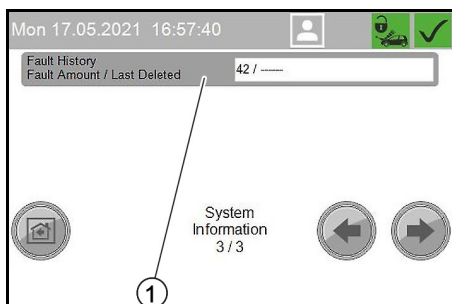 Mon 17.05.2021 16:57:40
Fault History
Fault Amount / Last Deleted
42 / ------
System
Information
3 / 3
1